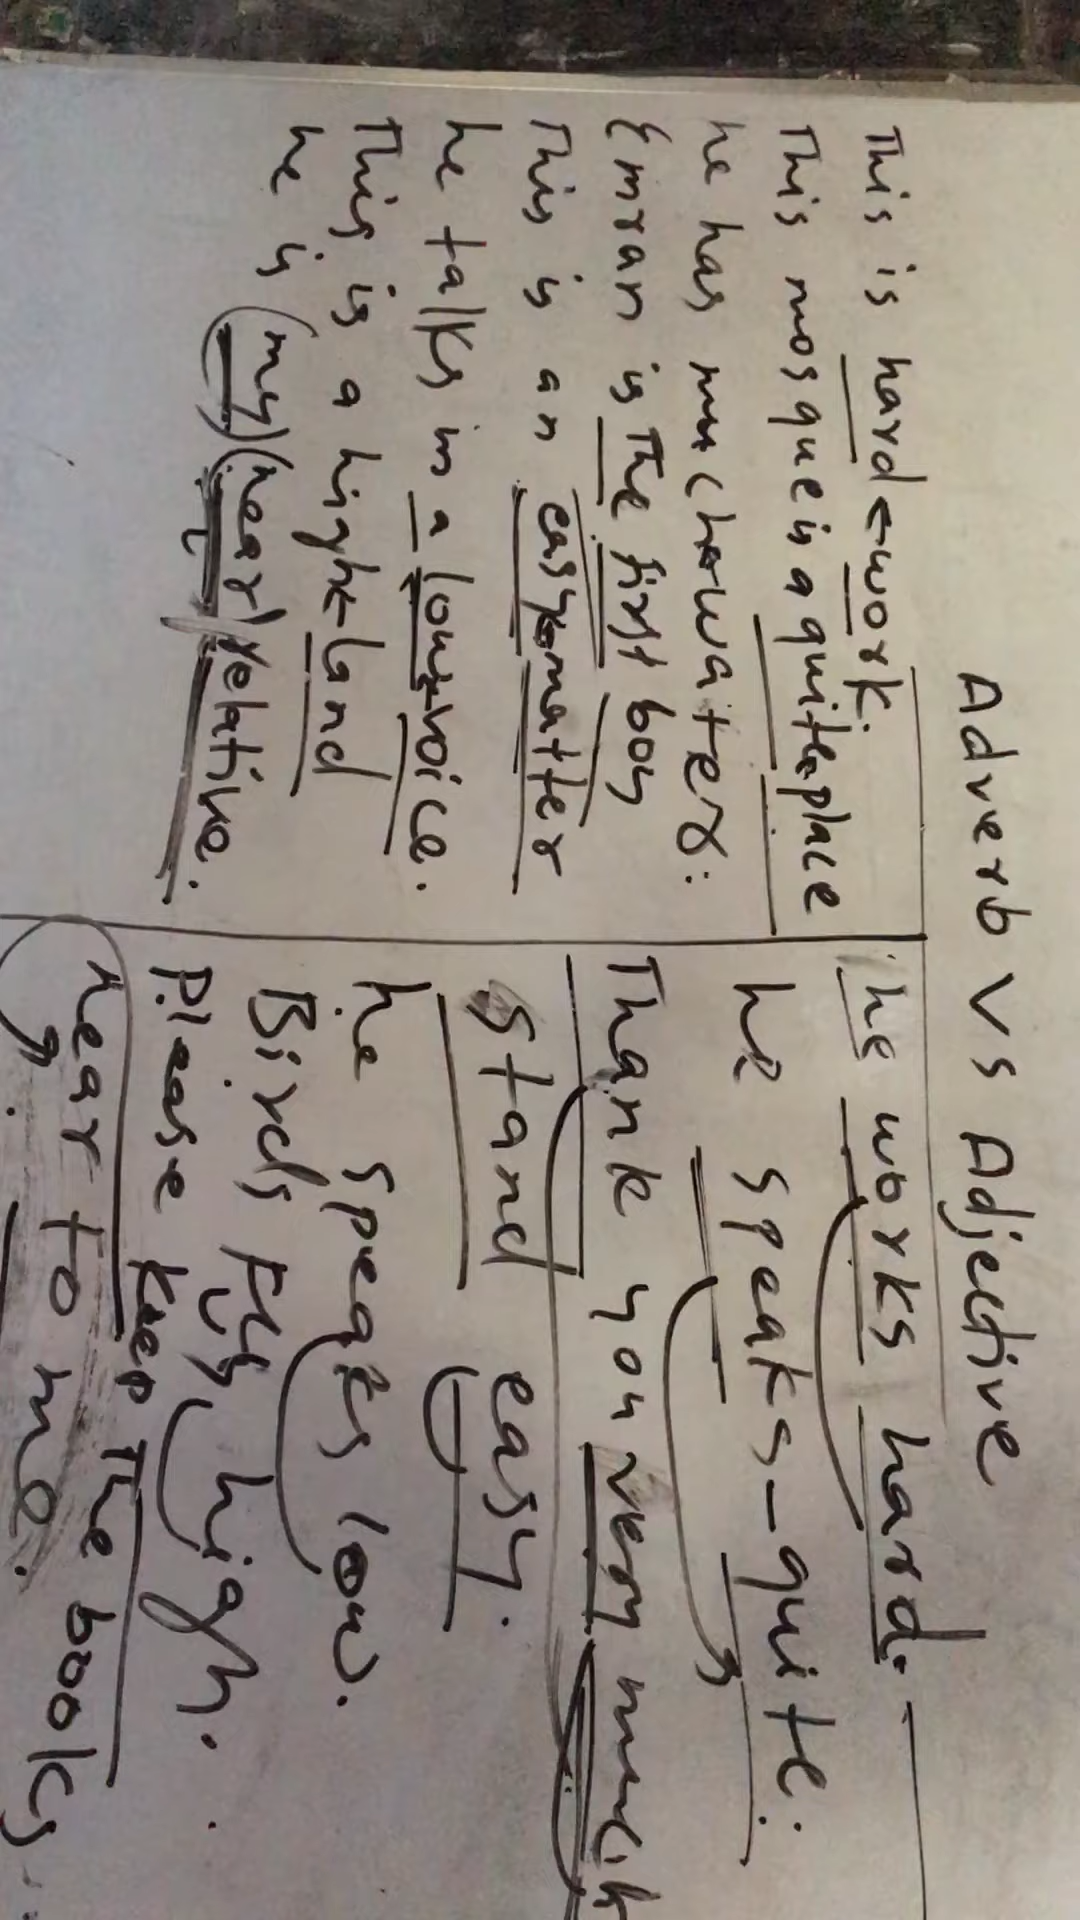 Adverb vs Adjective
This is hard work.
This mosque is a quite place
he has much water:
Emran is The first boy
This is an easy matter
he talks in a low voice.
This is a high land
he is (my) (near) relative.
he works hard.
he speaks quite.
Thank you very much
stand easy.
he speaks low.
Birds Fly high.
Please keep The books
near to me.